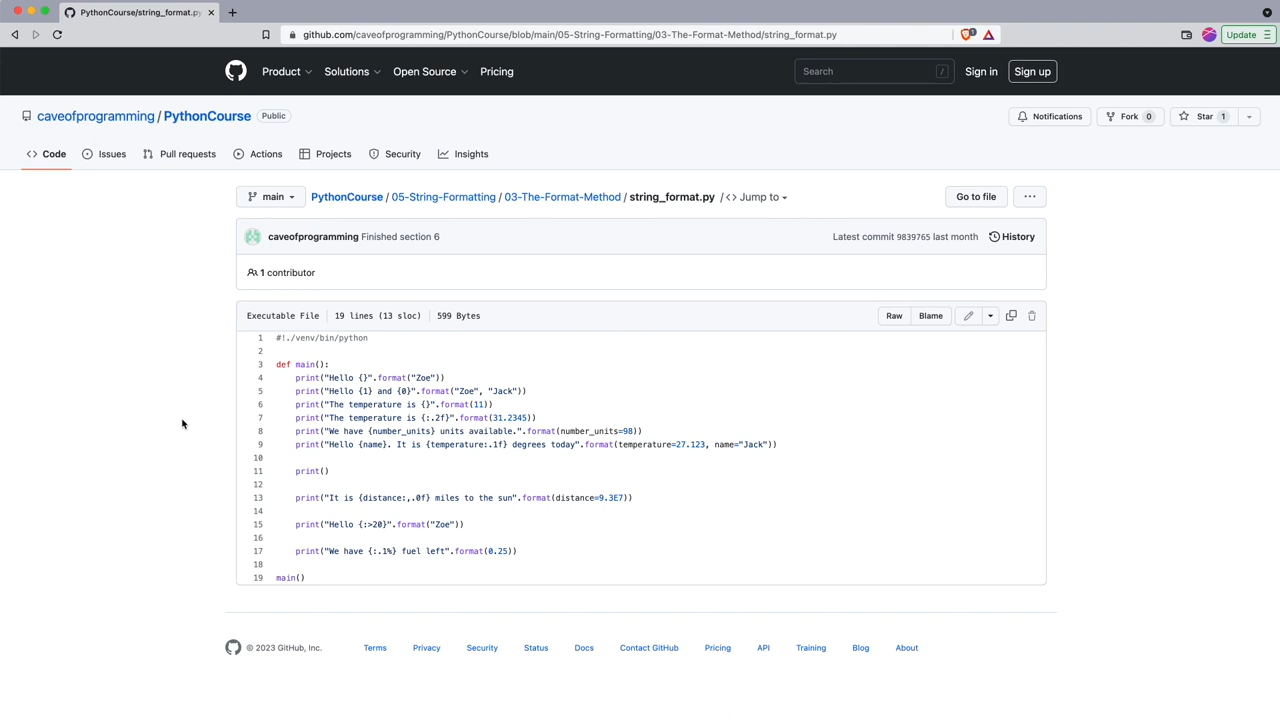 PythonCourse/string_format.py
github.com/caveofprogramming/PythonCourse/blob/main/05-String-Formatting/03-The-Format-Method/string_format.py
1
Update
Product Solutions Open Source Pricing Search / Sign in Sign up
caveofprogramming / PythonCourse Public Notifications Fork 0 Star 1
<> Code Issues Pull requests Actions Projects Security Insights
main PythonCourse / 05-String-Formatting / 03-The-Format-Method / string_format.py / <> Jump to Go to file ...
caveofprogramming Finished section 6 Latest commit 9839765 last month History
1 contributor
Executable File 19 lines (13 sloc) 599 Bytes Raw Blame
1 #!./venv/bin/python
2
3 def main():
4     print("Hello {}".format("Zoe"))
5     print("Hello {1} and {0}".format("Zoe", "Jack"))
6     print("The temperature is {}".format(11))
7     print("The temperature is {:.2f}".format(31.2345))
8     print("We have {number_units} units available.".format(number_units=98))
9     print("Hello {name}. It is {temperature:.1f} degrees today".format(temperature=27.123, name="Jack"))
10
11     print()
12
13     print("It is {distance:,.0f} miles to the sun".format(distance=9.3E7))
14
15     print("Hello {:>20}".format("Zoe"))
16
17     print("We have {:.1%} fuel left".format(0.25))
18
19 main()
© 2023 GitHub, Inc. Terms Privacy Security Status Docs Contact GitHub Pricing API Training Blog About